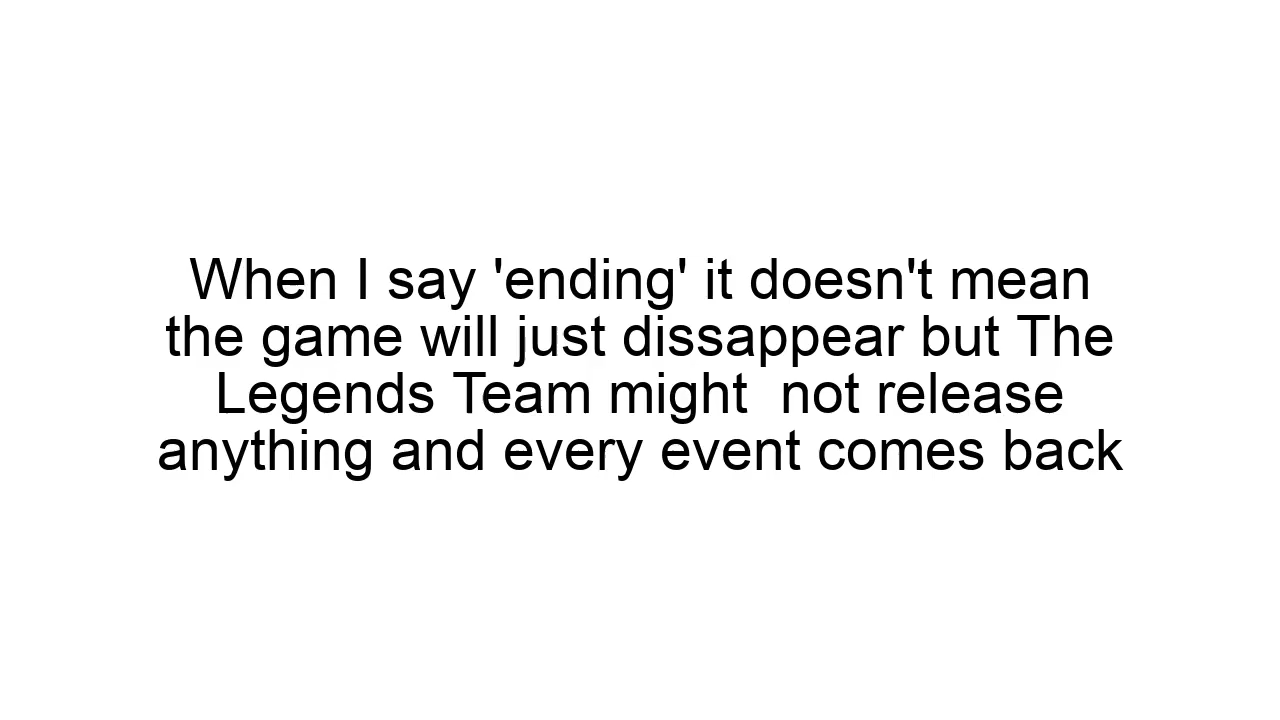 When I say 'ending' it doesn't mean
the game will just dissappear but The
Legends Team might  not release
anything and every event comes back